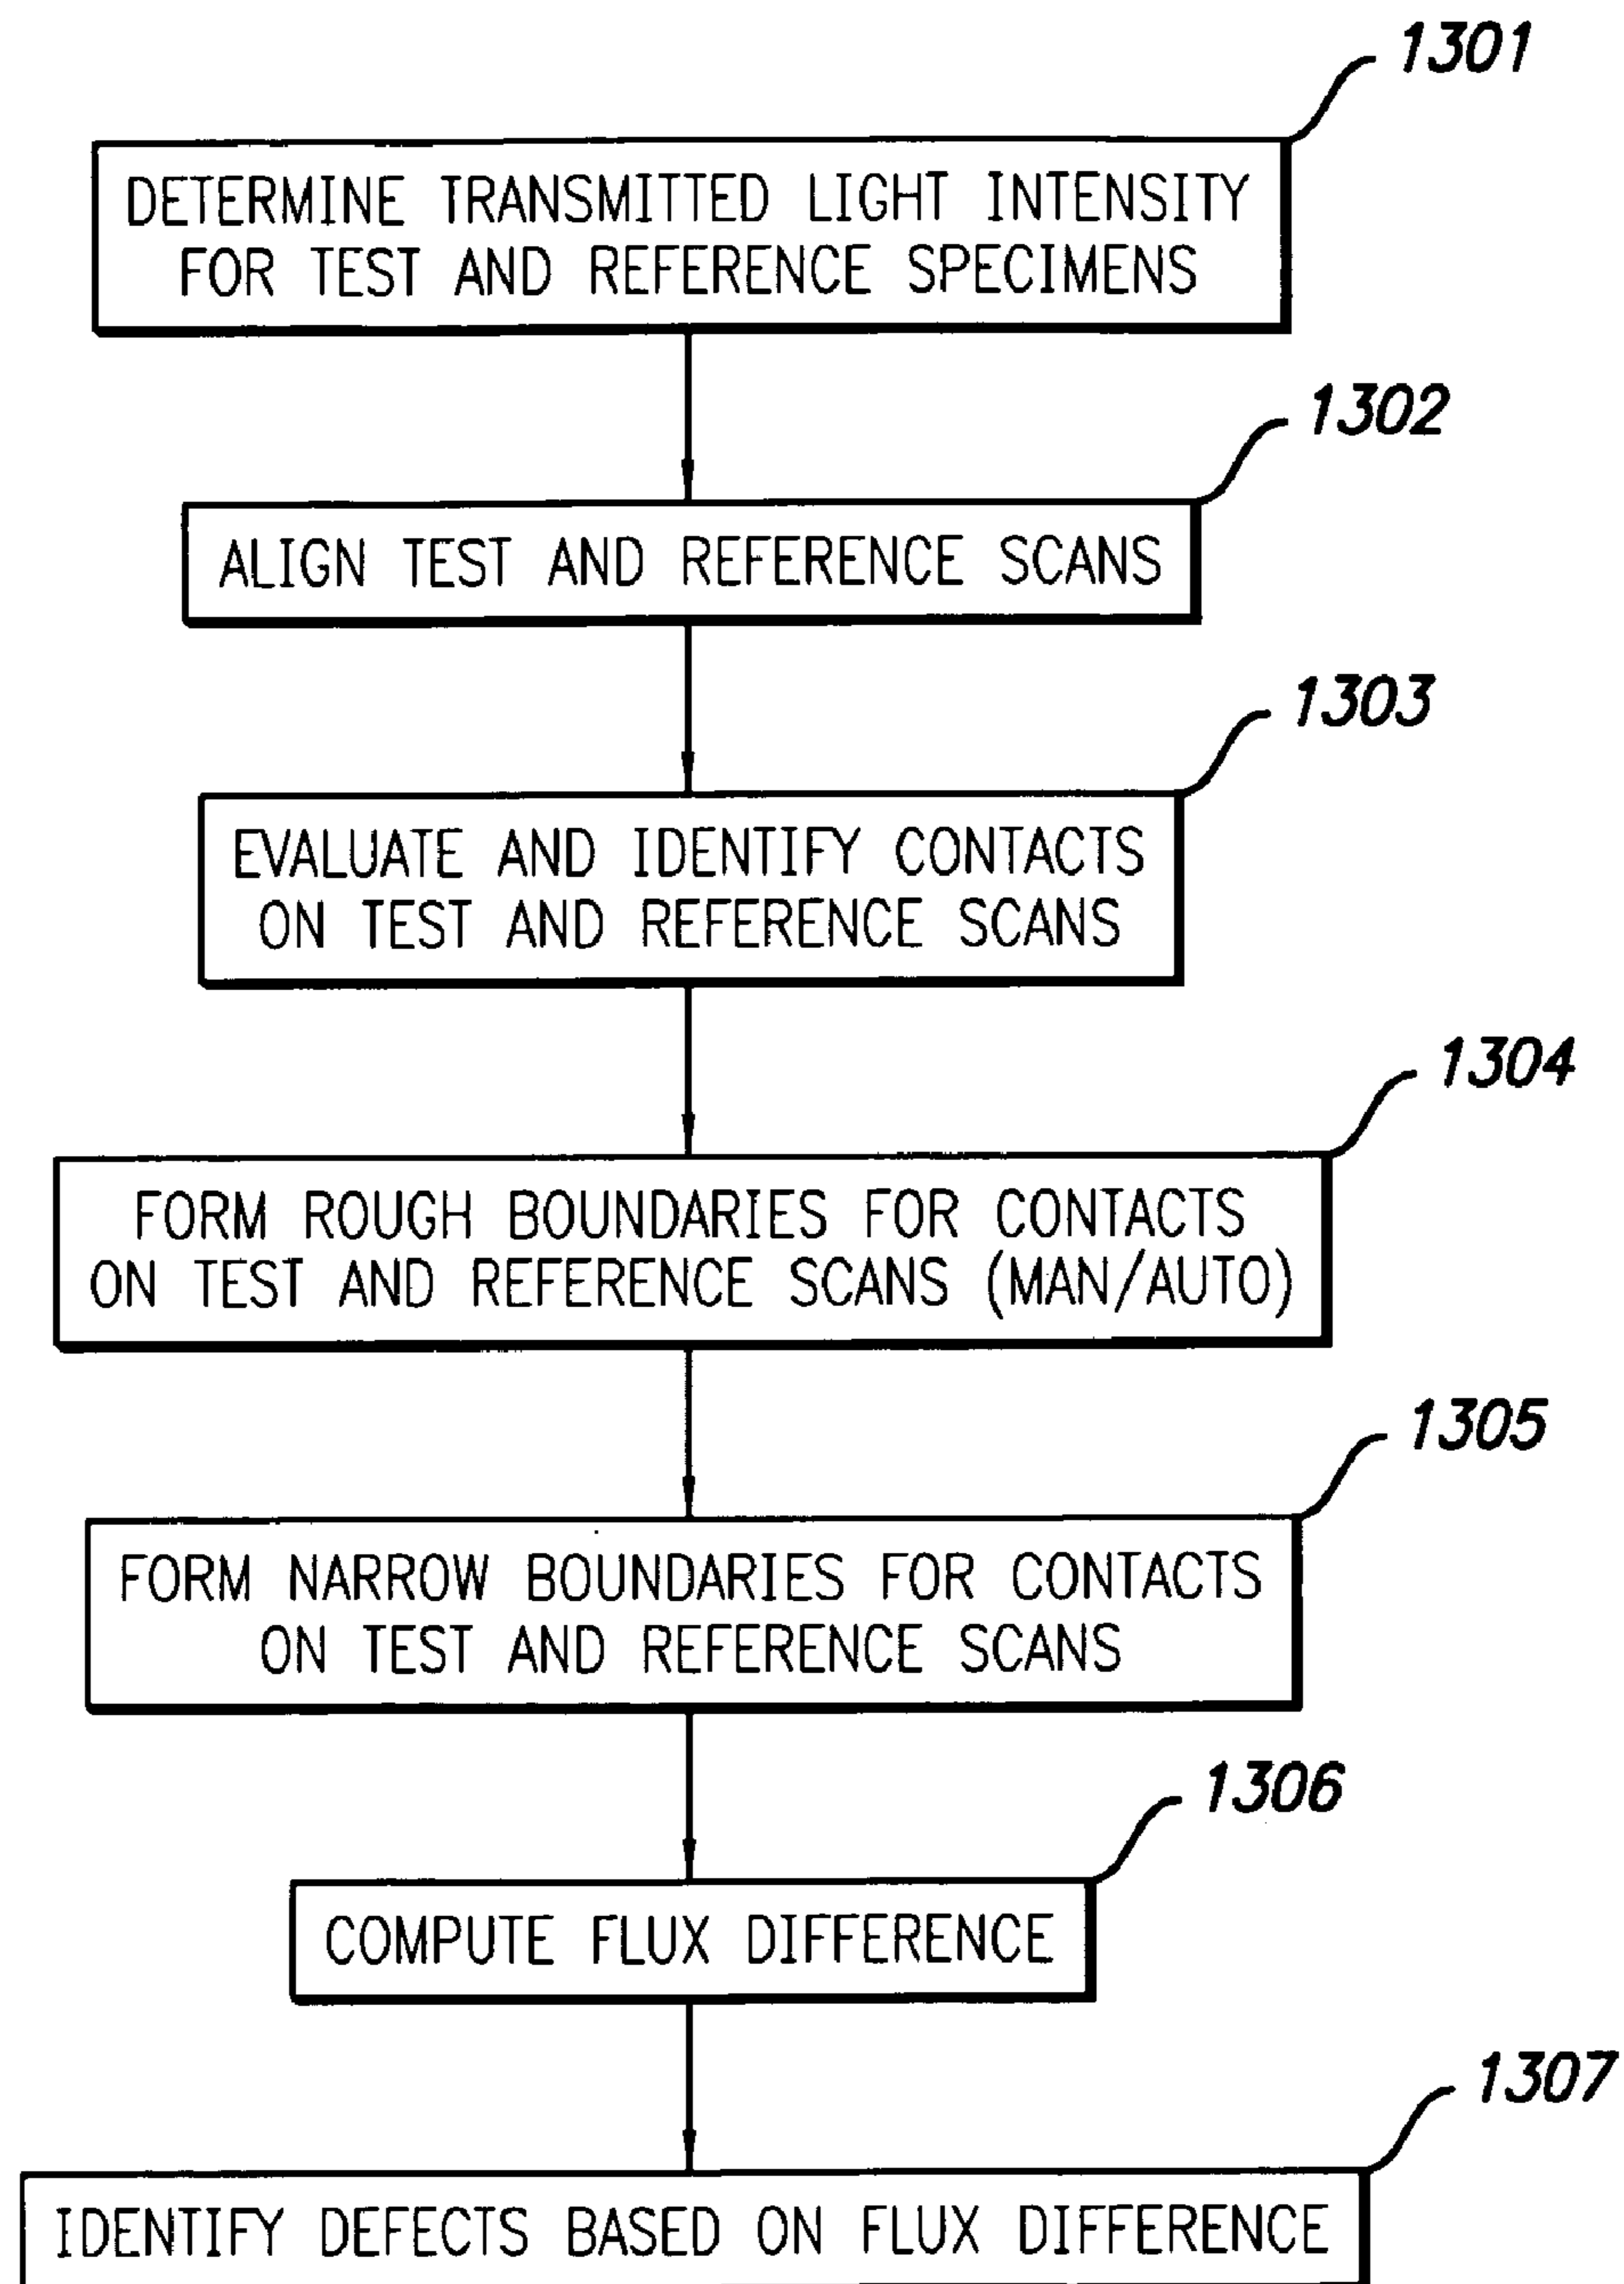 1301
DETERMINE TRANSMITTED LIGHT INTENSITY
FOR TEST AND REFERENCE SPECIMENS
1302
ALIGN TEST AND REFERENCE SCANS
1303
EVALUATE AND IDENTIFY CONTACTS
ON TEST AND REFERENCE SCANS
1304
FORM ROUGH BOUNDARIES FOR CONTACTS
ON TEST AND REFERENCE SCANS (MAN/AUTO)
1305
FORM NARROW BOUNDARIES FOR CONTACTS
ON TEST AND REFERENCE SCANS
1306
COMPUTE FLUX DIFFERENCE
1307
IDENTIFY DEFECTS BASED ON FLUX DIFFERENCE